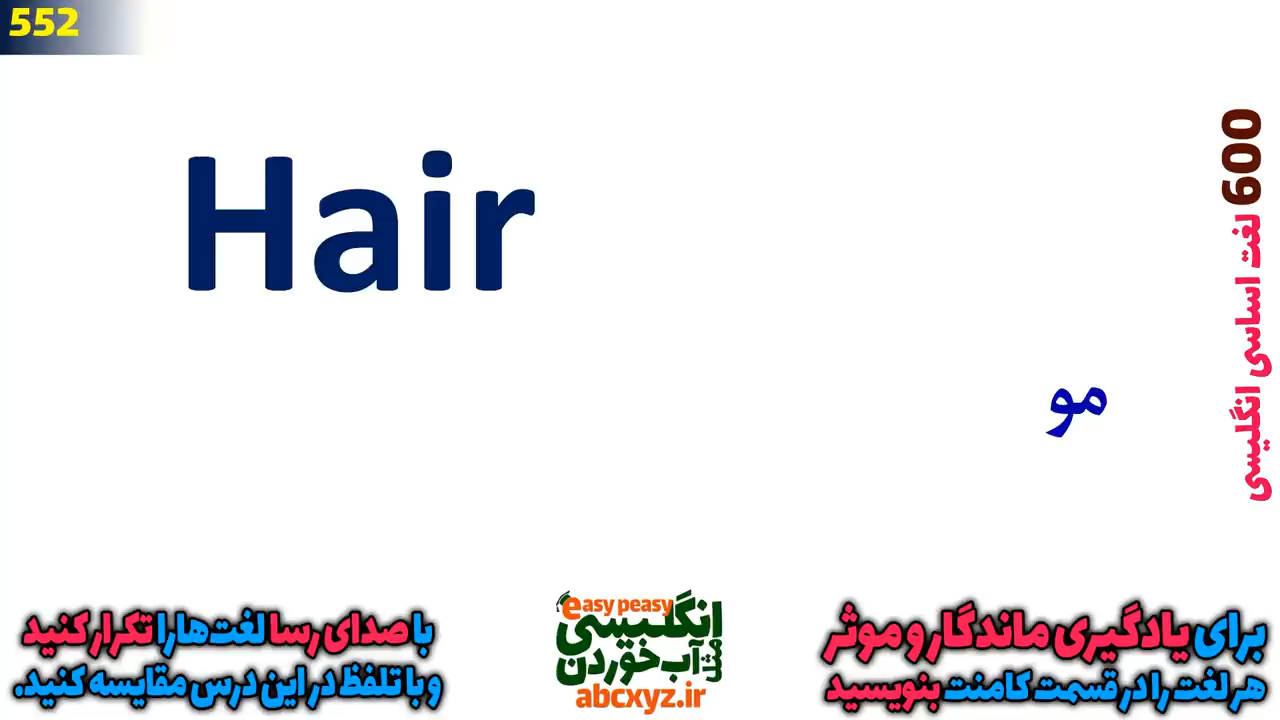 552
Hair
مو
600 لغت اساسی انگلیسی
با صدای رسا لغت‌ها را تکرار کنید
و با تلفظ در این درس مقایسه کنید.
easy peasy
انگلیسی
مثل آب خوردن
abcxyz.ir
برای یادگیری ماندگار و موثر
هر لغت را در قسمت کامنت بنویسید